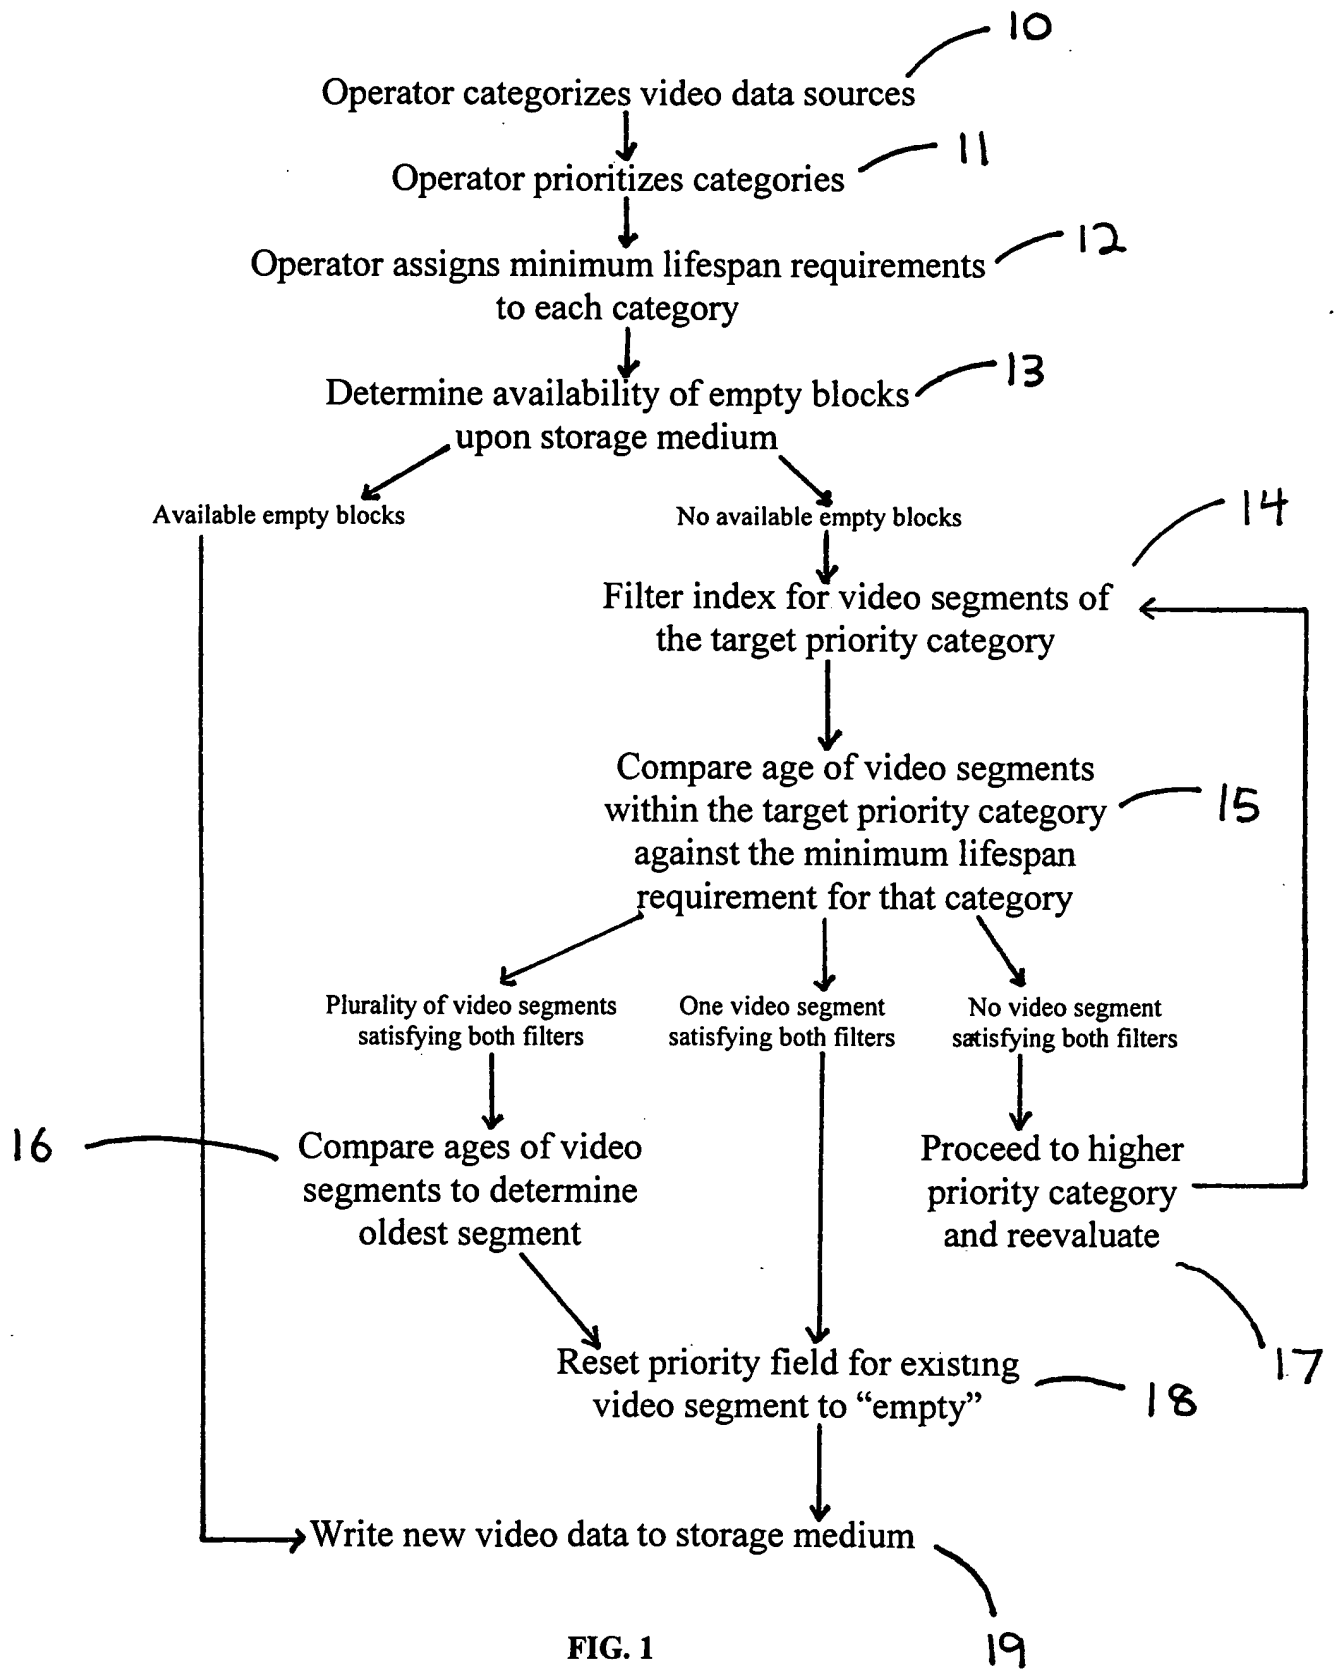 10
Operator categorizes video data sources
11
Operator prioritizes categories
12
Operator assigns minimum lifespan requirements
to each category
13
Determine availability of empty blocks
upon storage medium
Available empty blocks
No available empty blocks
14
Filter index for video segments of
the target priority category
Compare age of video segments
within the target priority category
15
against the minimum lifespan
requirement for that category
Plurality of video segments
satisfying both filters
One video segment
satisfying both filters
No video segment
satisfying both filters
16
Compare ages of video
segments to determine
oldest segment
Proceed to higher
priority category
and reevaluate
17
Reset priority field for existing
video segment to “empty”
18
Write new video data to storage medium
19
FIG. 1